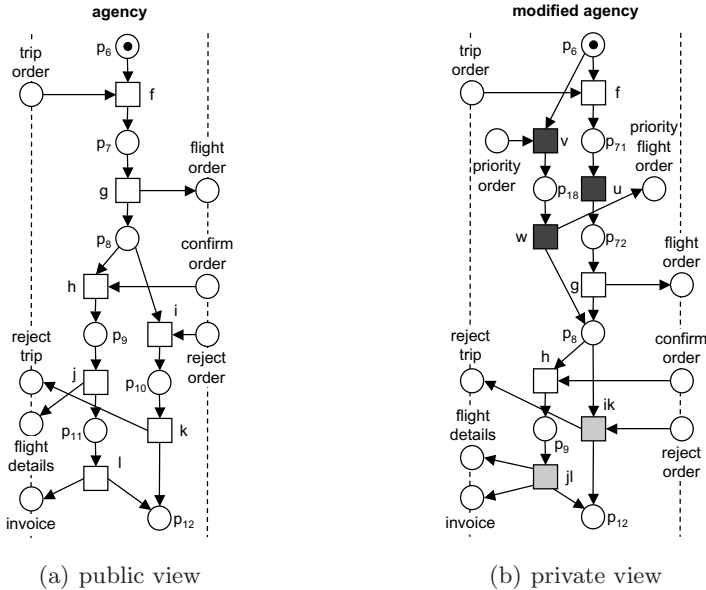 agency
p6
trip
order
f
p7
flight
order
g
p8
confirm
order
h
i
p9
reject
trip
reject
order
j
p10
flight
details
p11
k
l
invoice
p12
(a) public view
modified agency
p6
trip
order
f
priority
flight
order
v
p71
priority
order
p18
u
w
p72
flight
order
g
p8
reject
trip
confirm
order
h
ik
flight
details
p9
reject
order
jl
invoice
p12
(b) private view